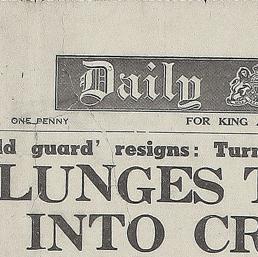 Daily
ONE PENNY FOR KING
ld guard' resigns: Turn
LUNGES T
INTO CR